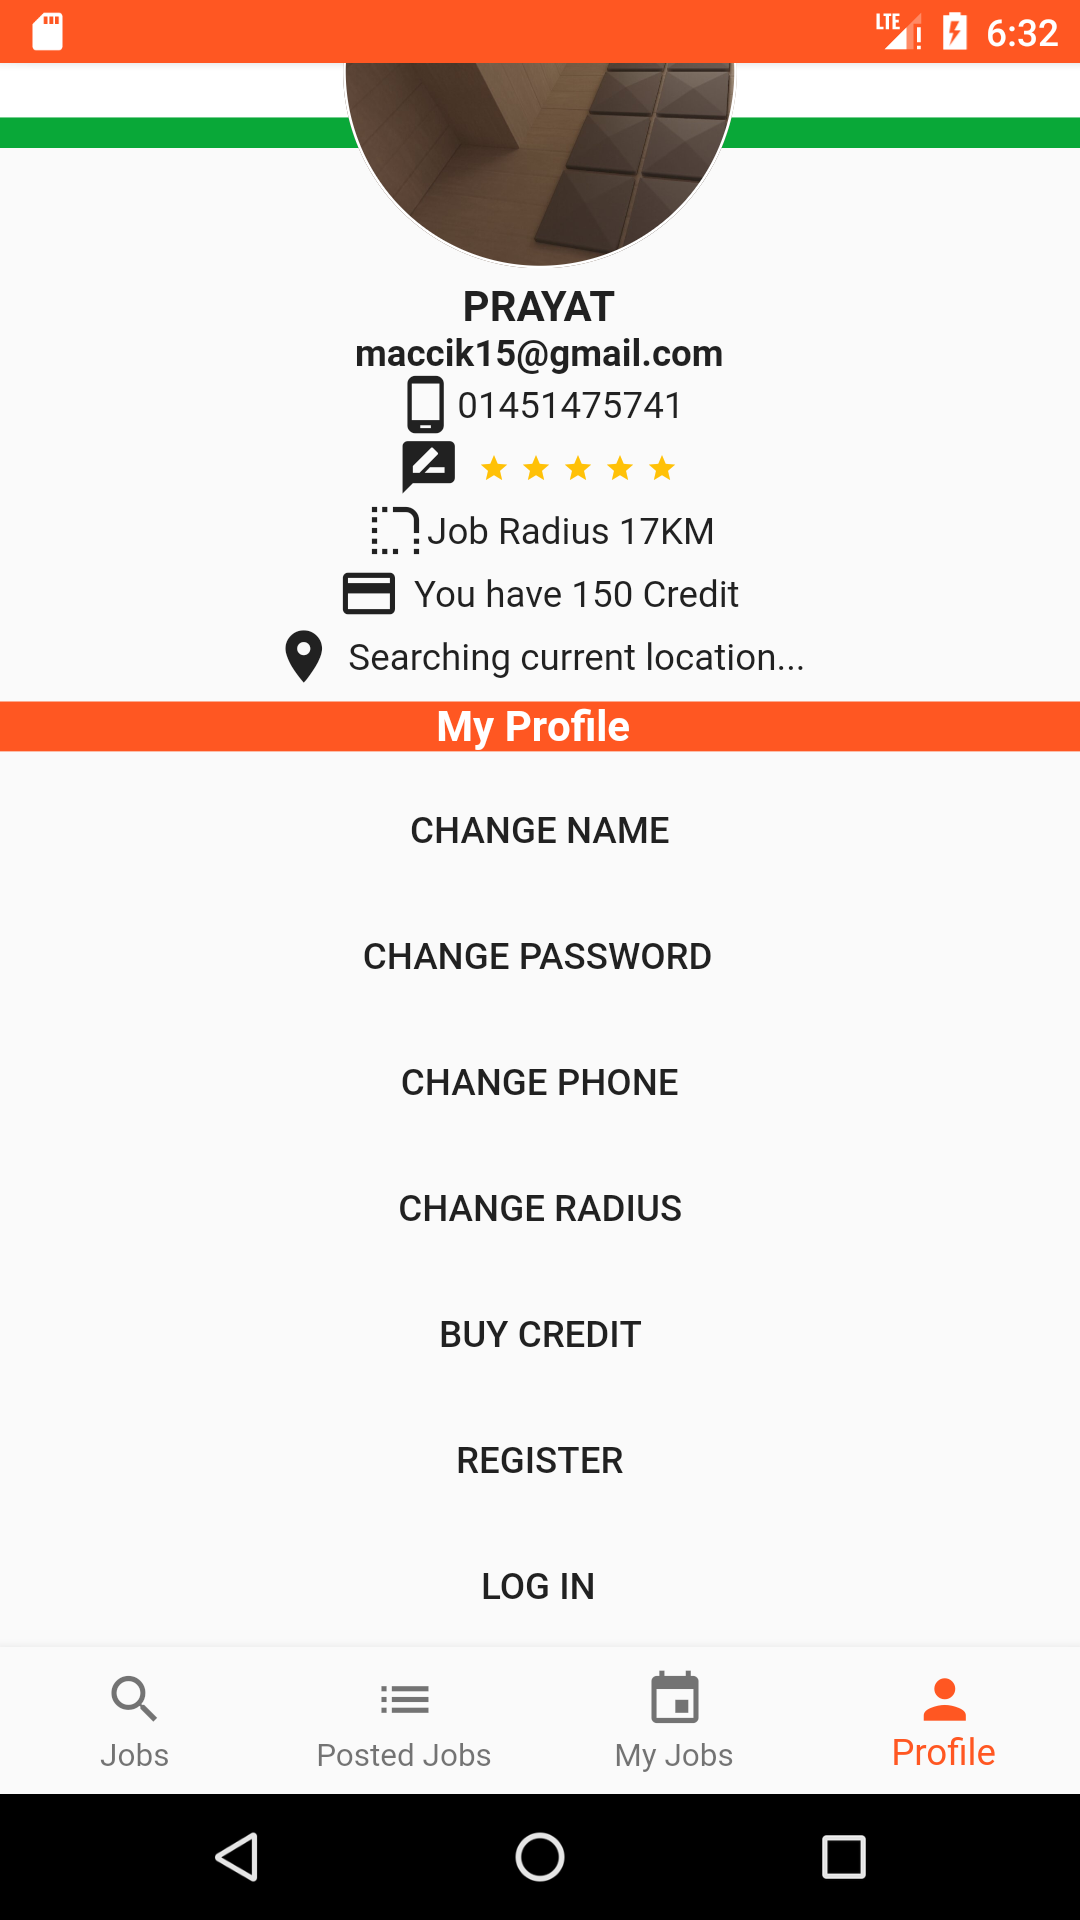 LTE 6:32
PRAYAT
maccik15@gmail.com
01451475741
Job Radius 17KM
You have 150 Credit
Searching current location...
My Profile
CHANGE NAME
CHANGE PASSWORD
CHANGE PHONE
CHANGE RADIUS
BUY CREDIT
REGISTER
LOG IN
Jobs Posted Jobs My Jobs Profile